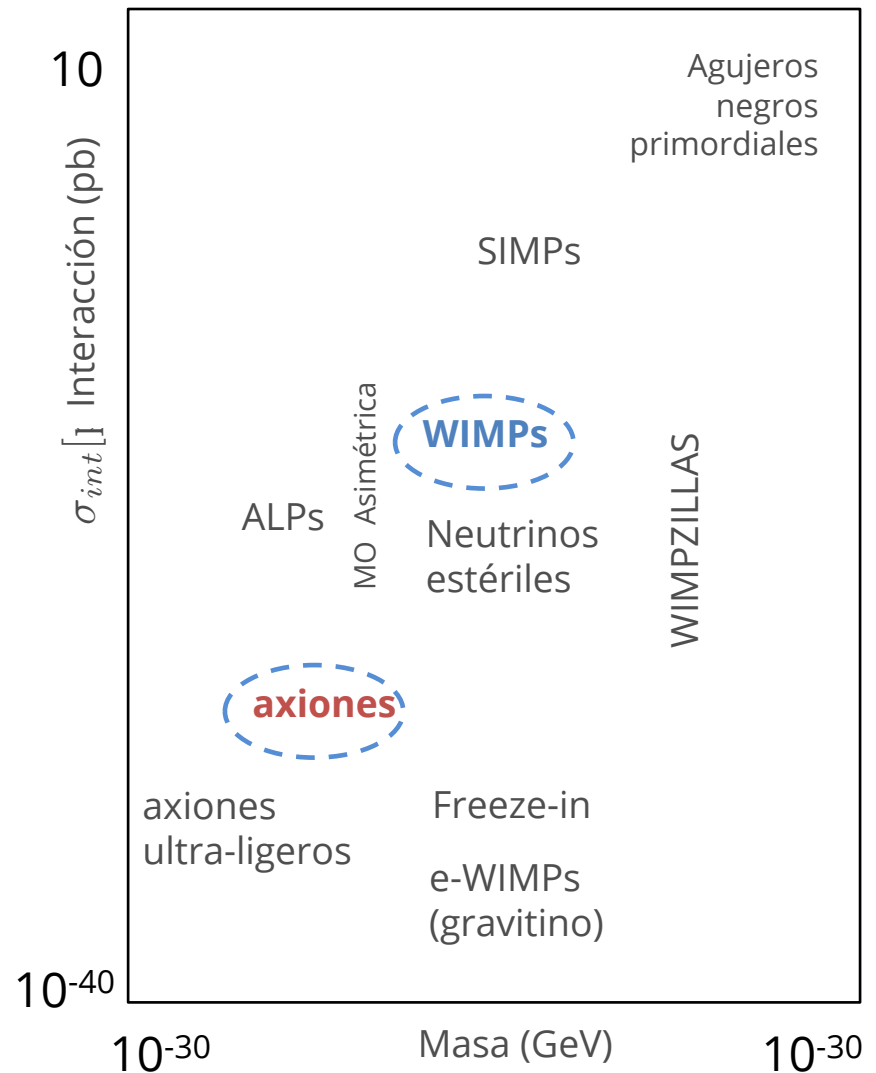 10
Agujeros
negros
primordiales
σint[] Interacción (pb)
SIMPs
MO Asimétrica
WIMPs
WIMPZILLAS
ALPs
Neutrinos
estériles
axiones
axiones
ultra-ligeros
Freeze-in
e-WIMPs
(gravitino)
10-40
10-30
Masa (GeV)
10-30